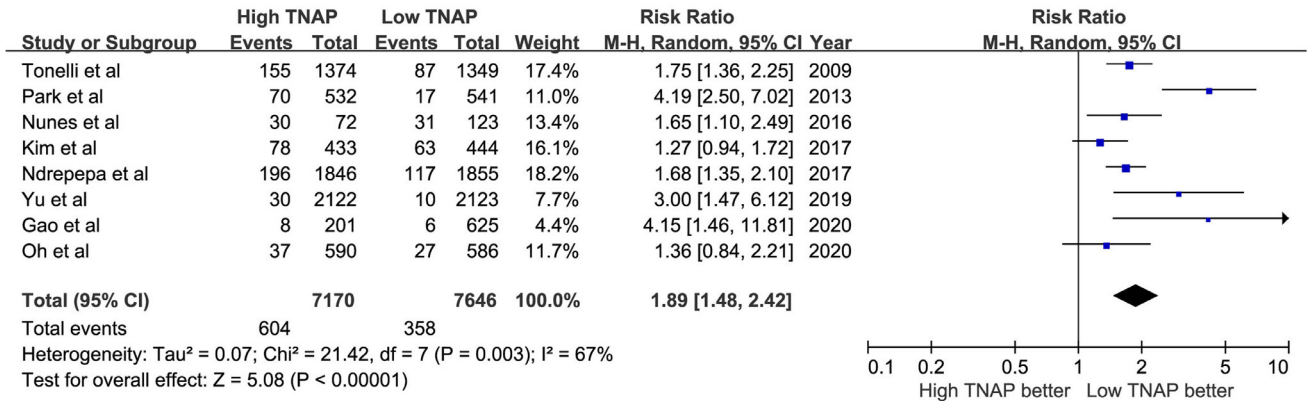 High TNAP Low TNAP Risk Ratio Risk Ratio
Study or Subgroup Events Total Events Total Weight M-H, Random, 95% CI Year M-H, Random, 95% CI
Tonelli et al 155 1374 87 1349 17.4% 1.75 [1.36, 2.25] 2009
Park et al 70 532 17 541 11.0% 4.19 [2.50, 7.02] 2013
Nunes et al 30 72 31 123 13.4% 1.65 [1.10, 2.49] 2016
Kim et al 78 433 63 444 16.1% 1.27 [0.94, 1.72] 2017
Ndrepepa et al 196 1846 117 1855 18.2% 1.68 [1.35, 2.10] 2017
Yu et al 30 2122 10 2123 7.7% 3.00 [1.47, 6.12] 2019
Gao et al 8 201 6 625 4.4% 4.15 [1.46, 11.81] 2020
Oh et al 37 590 27 586 11.7% 1.36 [0.84, 2.21] 2020
Total (95% CI) 7170 7646 100.0% 1.89 [1.48, 2.42]
Total events 604 358
Heterogeneity: Tau² = 0.07; Chi² = 21.42, df = 7 (P = 0.003); I² = 67%
Test for overall effect: Z = 5.08 (P < 0.00001)
0.1 0.2 0.5 1 2 5 10
High TNAP better Low TNAP better